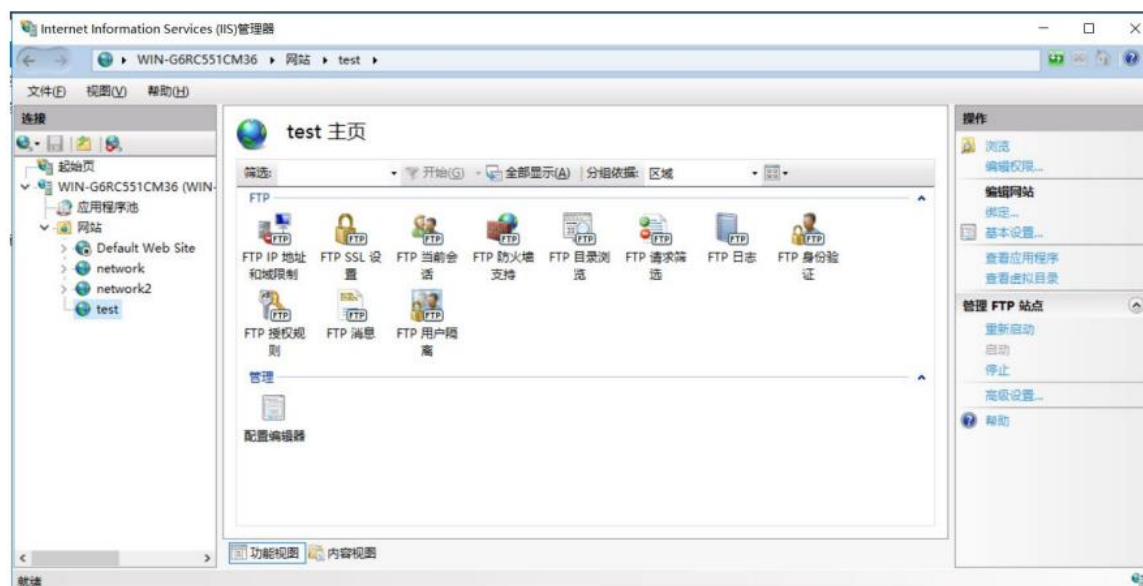 Internet Information Services (IIS)管理器
WIN-G6RC551CM36 网站 test
文件(F) 视图(V) 帮助(H)
连接
起始页
WIN-G6RC551CM36 (WIN-
应用程序池
网站
Default Web Site
network
network2
test
test 主页
筛选: 开始(G) 全部显示(A) 分组依据: 区域
FTP
FTP IP 地址和域限制
FTP SSL 设置
FTP 当前会话
FTP 防火墙支持
FTP 目录浏览
FTP 请求筛选
FTP 日志
FTP 身份验证
FTP 授权规则
FTP 消息
FTP 用户隔离
管理
配置编辑器
功能视图 内容视图
操作
浏览
编辑权限...
编辑网站
绑定...
基本设置...
查看应用程序
查看虚拟目录
管理 FTP 站点
重新启动
启动
停止
高级设置...
帮助
就绪